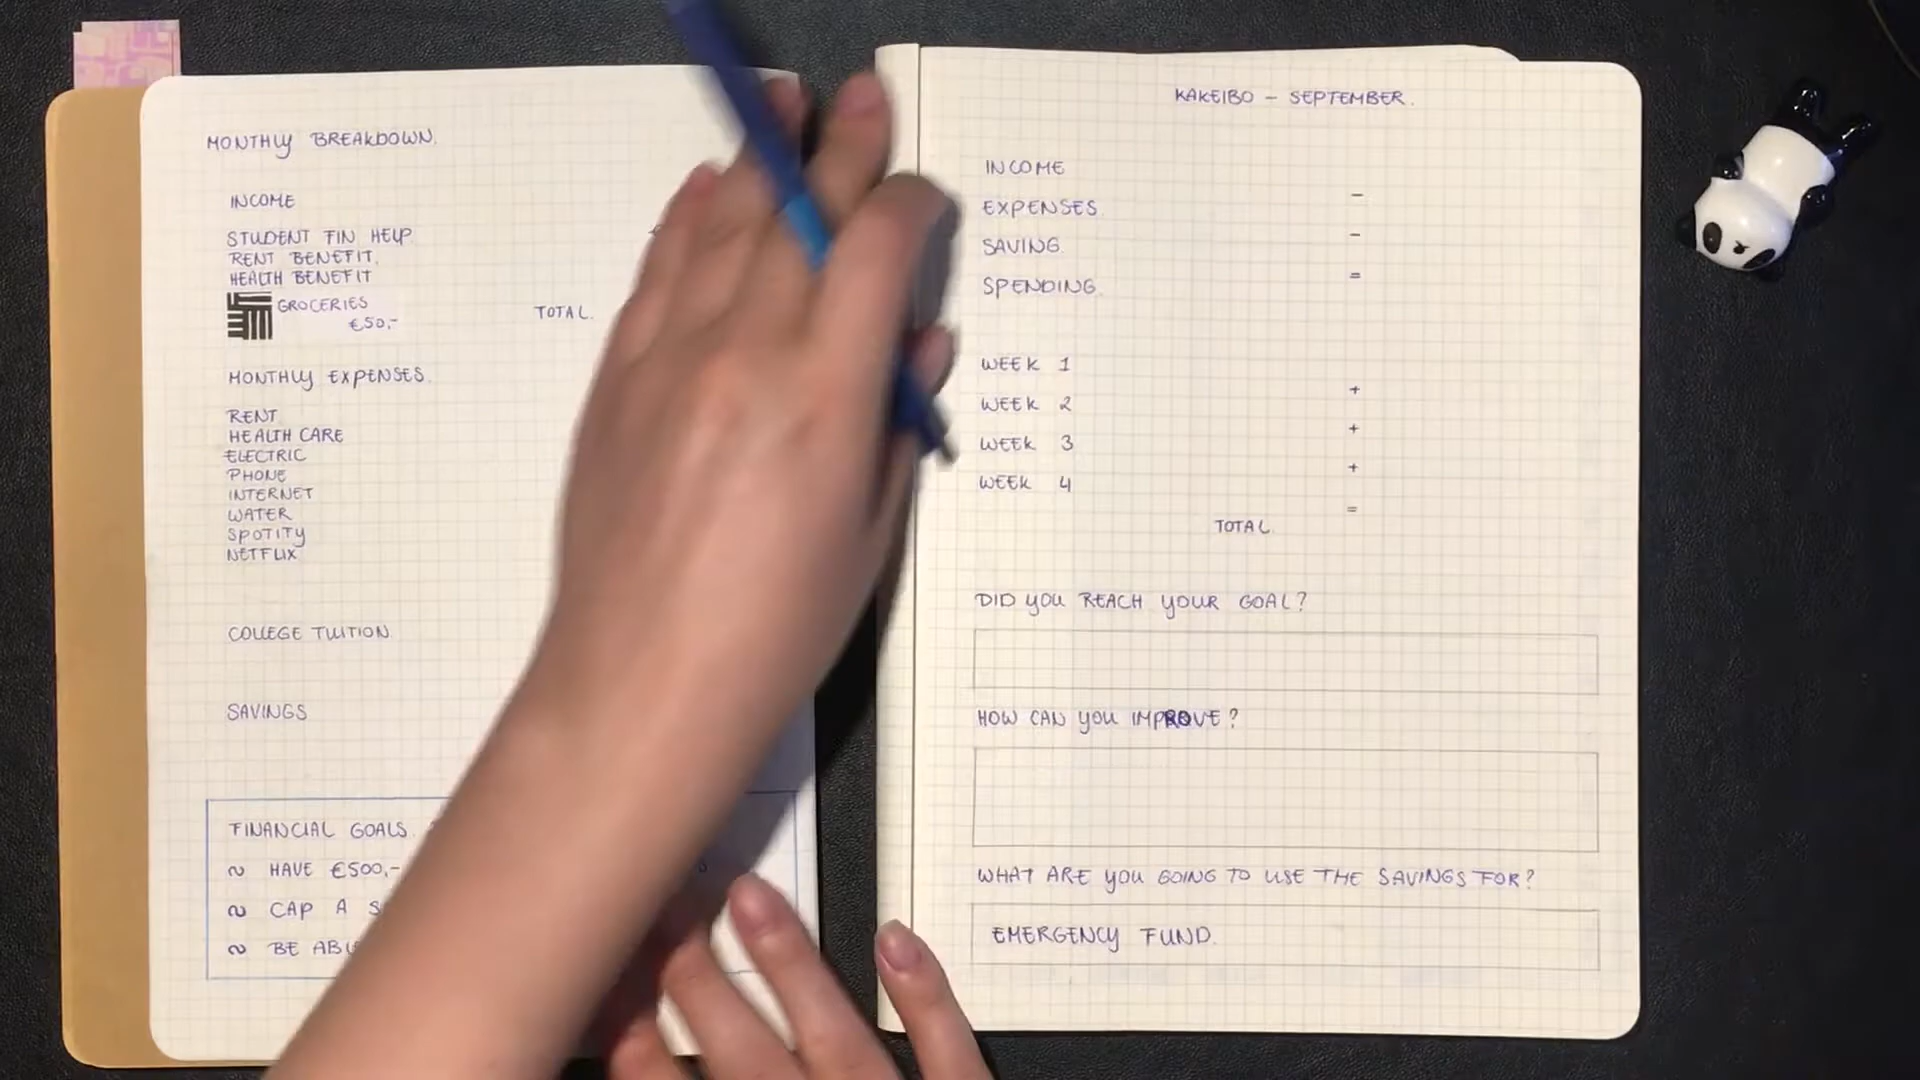 MONTHLY BREAKDOWN.
INCOME
STUDENT FIN HELP
RENT BENEFIT.
HEALTH BENEFIT
GROCERIES
€50,-
TOTAL.
MONTHLY EXPENSES.
RENT
HEALTH CARE
ELECTRIC
PHONE
INTERNET
WATER
SPOTITY
NETFLIX
COLLEGE TUITION.
SAVINGS
FINANCIAL GOALS.
~ HAVE €500,-
~ CAP A
~ BE
KAKEIBO – SEPTEMBER.
INCOME
–
EXPENSES.
–
SAVING.
=
SPENDING.
WEEK 1
+
WEEK 2
+
WEEK 3
+
WEEK 4
=
TOTAL.
DID YOU REACH YOUR GOAL?
HOW CAN YOU IMPROVE?
WHAT ARE YOU GOING TO USE THE SAVINGS FOR?
EMERGENCY FUND.